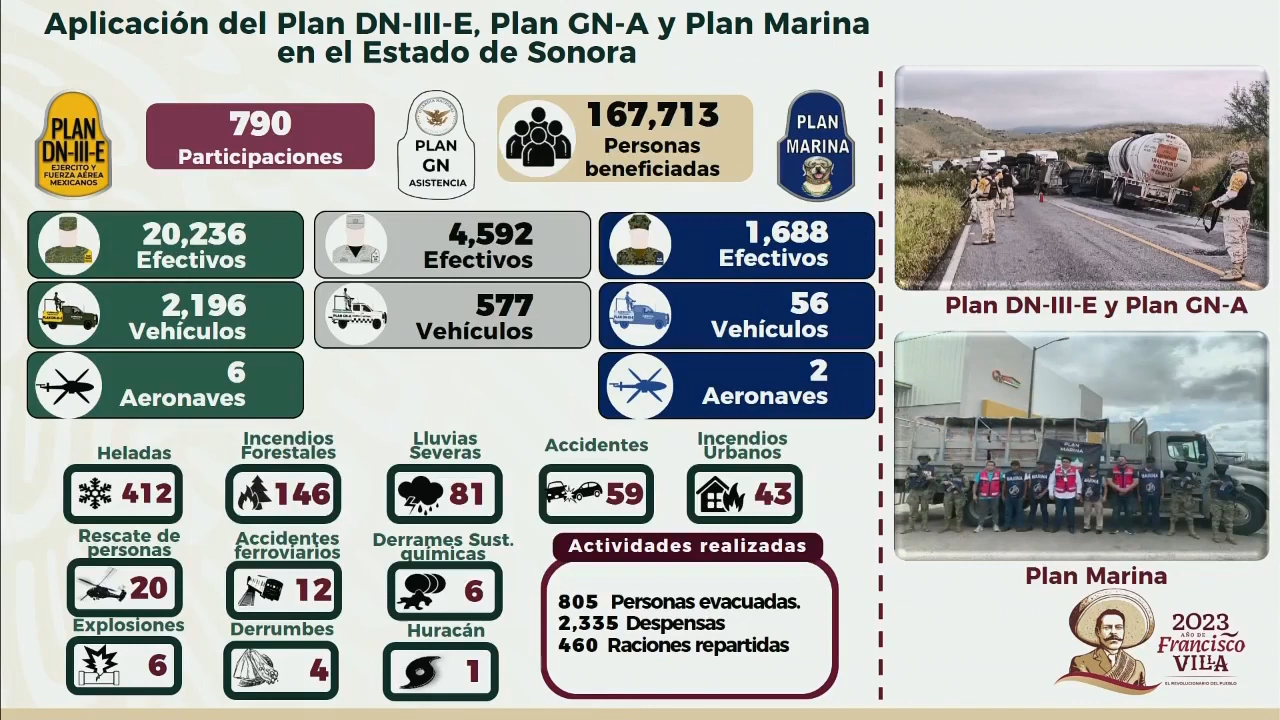 Aplicación del Plan DN-III-E, Plan GN-A y Plan Marina
en el Estado de Sonora
PLAN
DN-III-E
EJERCITO Y
FUERZA AÉREA
MEXICANOS
790
Participaciones
PLAN
GN
ASISTENCIA
167,713
Personas
beneficiadas
PLAN
MARINA
20,236
Efectivos
4,592
Efectivos
1,688
Efectivos
2,196
Vehículos
577
Vehículos
56
Vehículos
6
Aeronaves
2
Aeronaves
Plan DN-III-E y Plan GN-A
Heladas
412
Incendios
Forestales
146
Lluvias
Severas
81
Accidentes
59
Incendios
Urbanos
43
Rescate de
personas
20
Accidentes
ferroviarios
12
Derrames Sust.
químicas
6
Explosiones
6
Derrumbes
4
Huracán
1
Actividades realizadas
805 Personas evacuadas.
2,335 Despensas
460 Raciones repartidas
PLAN
MARINA
Plan Marina
2023
AÑO DE
Francisco
VILLA
EL REVOLUCIONARIO DEL PUEBLO